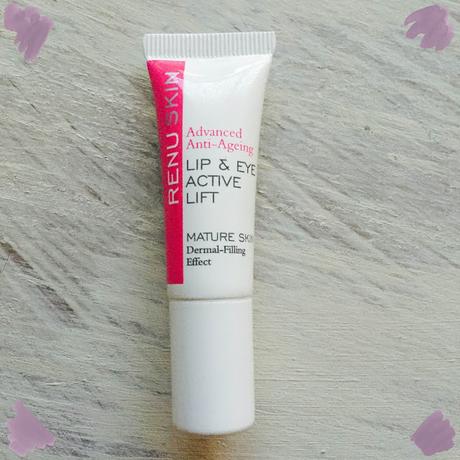 RENU SKIN
Advanced
Anti-Ageing
LIP & EYE
ACTIVE
LIFT
MATURE SKIN
Dermal-Filling
Effect